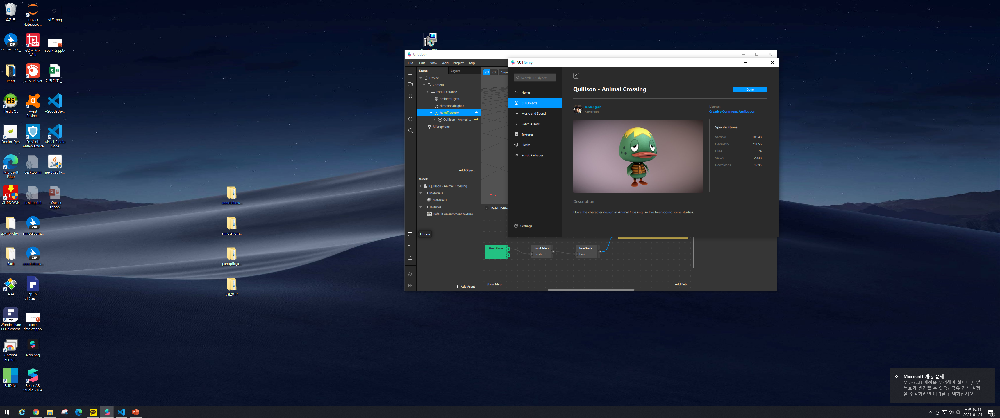 휴지통
Jupyter
Notebook ...
하트.png
GOM Mix
Web
spark ar.pptx
temp
GOM Player
단일전공(_...
HeidiSQL
Avast
Busine...
VSCodeUse...
Doctor Eyes
Emsisoft
Anti-Malware
Visual Studio
Code
Microsoft
Edge
desktop.ini
jre-8u281-...
CLIPDOWN
desktop.ini
~$spark
ar.pptx
.ipynb_che...
annotations...
Baek
annotations...
꿀뷰
에이모
검수표 - ...
Wondershare
PDFelement
coco
dataset.pptx
Chrome
Remot...
icon.png
RaiDrive
Spark AR
Studio v104
annotations...
annotations...
panoptic_a...
val2017
Untitled*
File Edit View Add Project Help
Scene
Layers
Device
Camera
Focal Distance
ambientLight0
directionalLight0
handTracker0
Quillson - Animal ...
Microphone
+ Add Object
Assets
Quillson - Animal Crossing
Materials
material0
Textures
Default environment texture
Library
+ Add Asset
3D 2D View
Patch Edito
Hand Finder
Hand Select
Hands
handTrack...
Hand
Show Map
+ Add Patch
AR Library
Search 3D Objects
Home
3D Objects
Music and Sound
Patch Assets
Textures
Blocks
Script Packages
Settings
Quillson - Animal Crossing
Done
tantangula
Sketchfab
License:
Creative Commons Attribution
Specifications
Vertices 10,548
Geometry 21,056
Likes 74
Views 2,448
Downloads 1,295
Description
I love the character design in Animal Crossing, so I've been doing some studies.
Microsoft 계정 문제
Microsoft 계정을 수정해야 합니다(비밀
번호가 변경될 수 있음). 공유 경험 설정
을 수정하려면 여기를 선택하십시오.
오전 10:41
2021-01-21